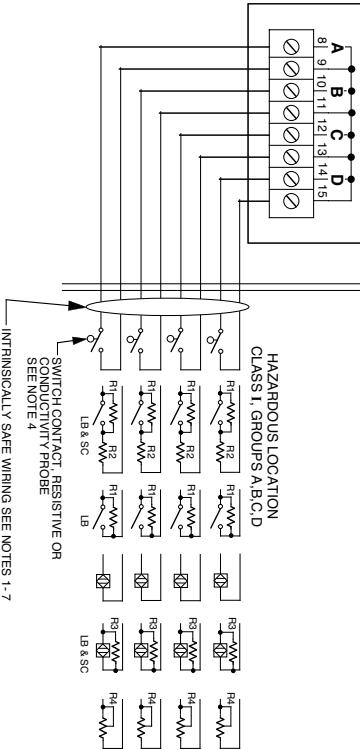 A B C D
8 9 10 11 12 13 14 15
HAZARDOUS LOCATION
CLASS I, GROUPS A,B,C,D
R1 R2
R1 R2
R1 R2
R1 R2
LB & SC
R1
R1
R1
R1
LB
R3
R3
R3
R3
LB & SC
R4
R4
R4
R4
SWITCH CONTACT, RESISTIVE OR
CONDUCTIVITY PROBE
SEE NOTE 4
INTRINSICALLY SAFE WIRING SEE NOTES 1- 7